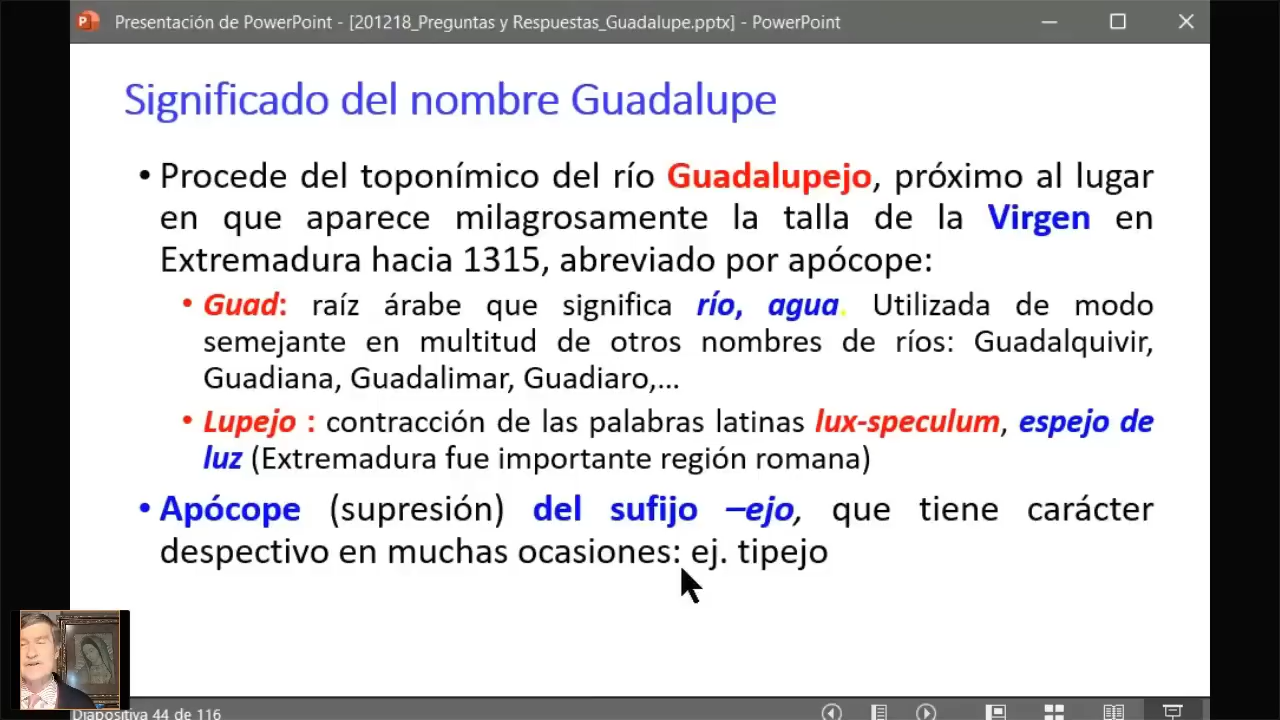 Presentación de PowerPoint - [201218_Preguntas y Respuestas_Guadalupe.pptx] - PowerPoint
Significado del nombre Guadalupe
• Procede del toponímico del río Guadalupejo, próximo al lugar
en que aparece milagrosamente la talla de la Virgen en
Extremadura hacia 1315, abreviado por apócope:
• Guad: raíz árabe que significa río, agua. Utilizada de modo
semejante en multitud de otros nombres de ríos: Guadalquivir,
Guadiana, Guadalimar, Guadiaro,...
• Lupejo : contracción de las palabras latinas lux-speculum, espejo de
luz (Extremadura fue importante región romana)
• Apócope (supresión) del sufijo –ejo, que tiene carácter
despectivo en muchas ocasiones: ej. tipejo
Diapositiva 44 de 116